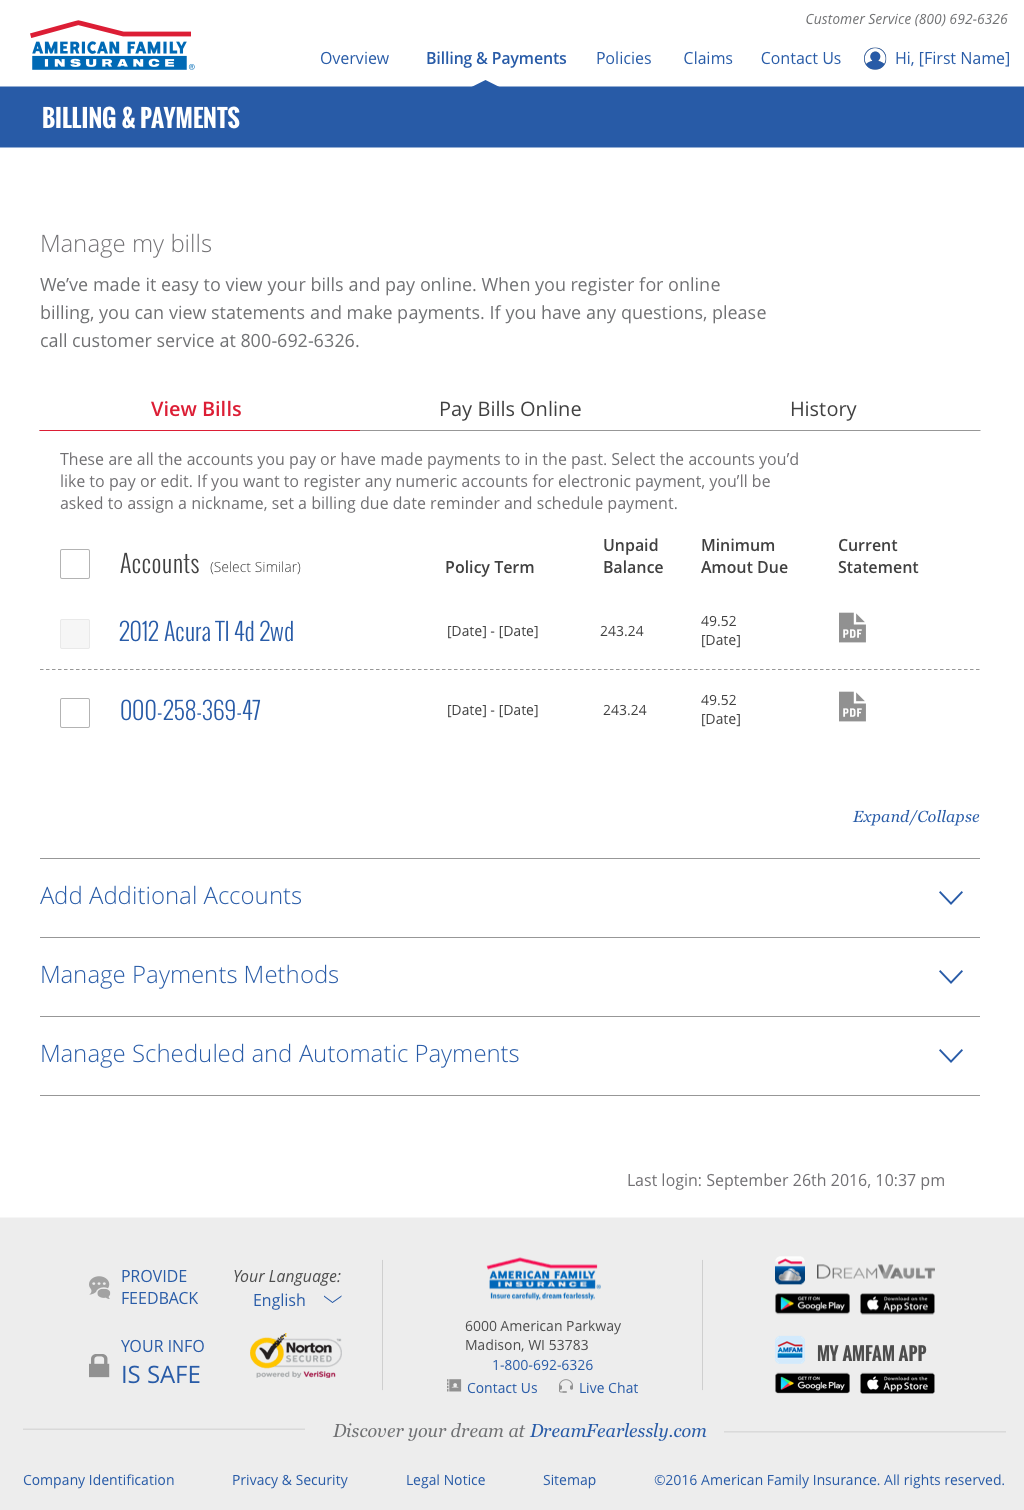 Customer Service (800) 692-6326
AMERICAN FAMILY
INSURANCE®
Overview
Billing & Payments
Policies
Claims
Contact Us
Hi, [First Name]
BILLING & PAYMENTS
Manage my bills
We’ve made it easy to view your bills and pay online. When you register for online
billing, you can view statements and make payments. If you have any questions, please
call customer service at 800-692-6326.
View Bills
Pay Bills Online
History
These are all the accounts you pay or have made payments to in the past. Select the accounts you’d
like to pay or edit. If you want to register any numeric accounts for electronic payment, you’ll be
asked to assign a nickname, set a billing due date reminder and schedule payment.
Accounts (Select Similar)
Policy Term
Unpaid
Balance
Minimum
Amout Due
Current
Statement
2012 Acura Tl 4d 2wd
[Date] - [Date]
243.24
49.52
[Date]
PDF
000-258-369-47
[Date] - [Date]
243.24
49.52
[Date]
PDF
Expand/Collapse
Add Additional Accounts
Manage Payments Methods
Manage Scheduled and Automatic Payments
Last login: September 26th 2016, 10:37 pm
PROVIDE
FEEDBACK
Your Language:
English
YOUR INFO
IS SAFE
Norton
SECURED
powered by VeriSign
AMERICAN FAMILY
INSURANCE®
Insure carefully, dream fearlessly.
6000 American Parkway
Madison, WI 53783
1-800-692-6326
Contact Us
Live Chat
DREAMVAULT
GET IT ON
Google Play
Download on the
App Store
AMFAM
MY AMFAM APP
GET IT ON
Google Play
Download on the
App Store
Discover your dream at DreamFearlessly.com
Company Identification
Privacy & Security
Legal Notice
Sitemap
©2016 American Family Insurance. All rights reserved.